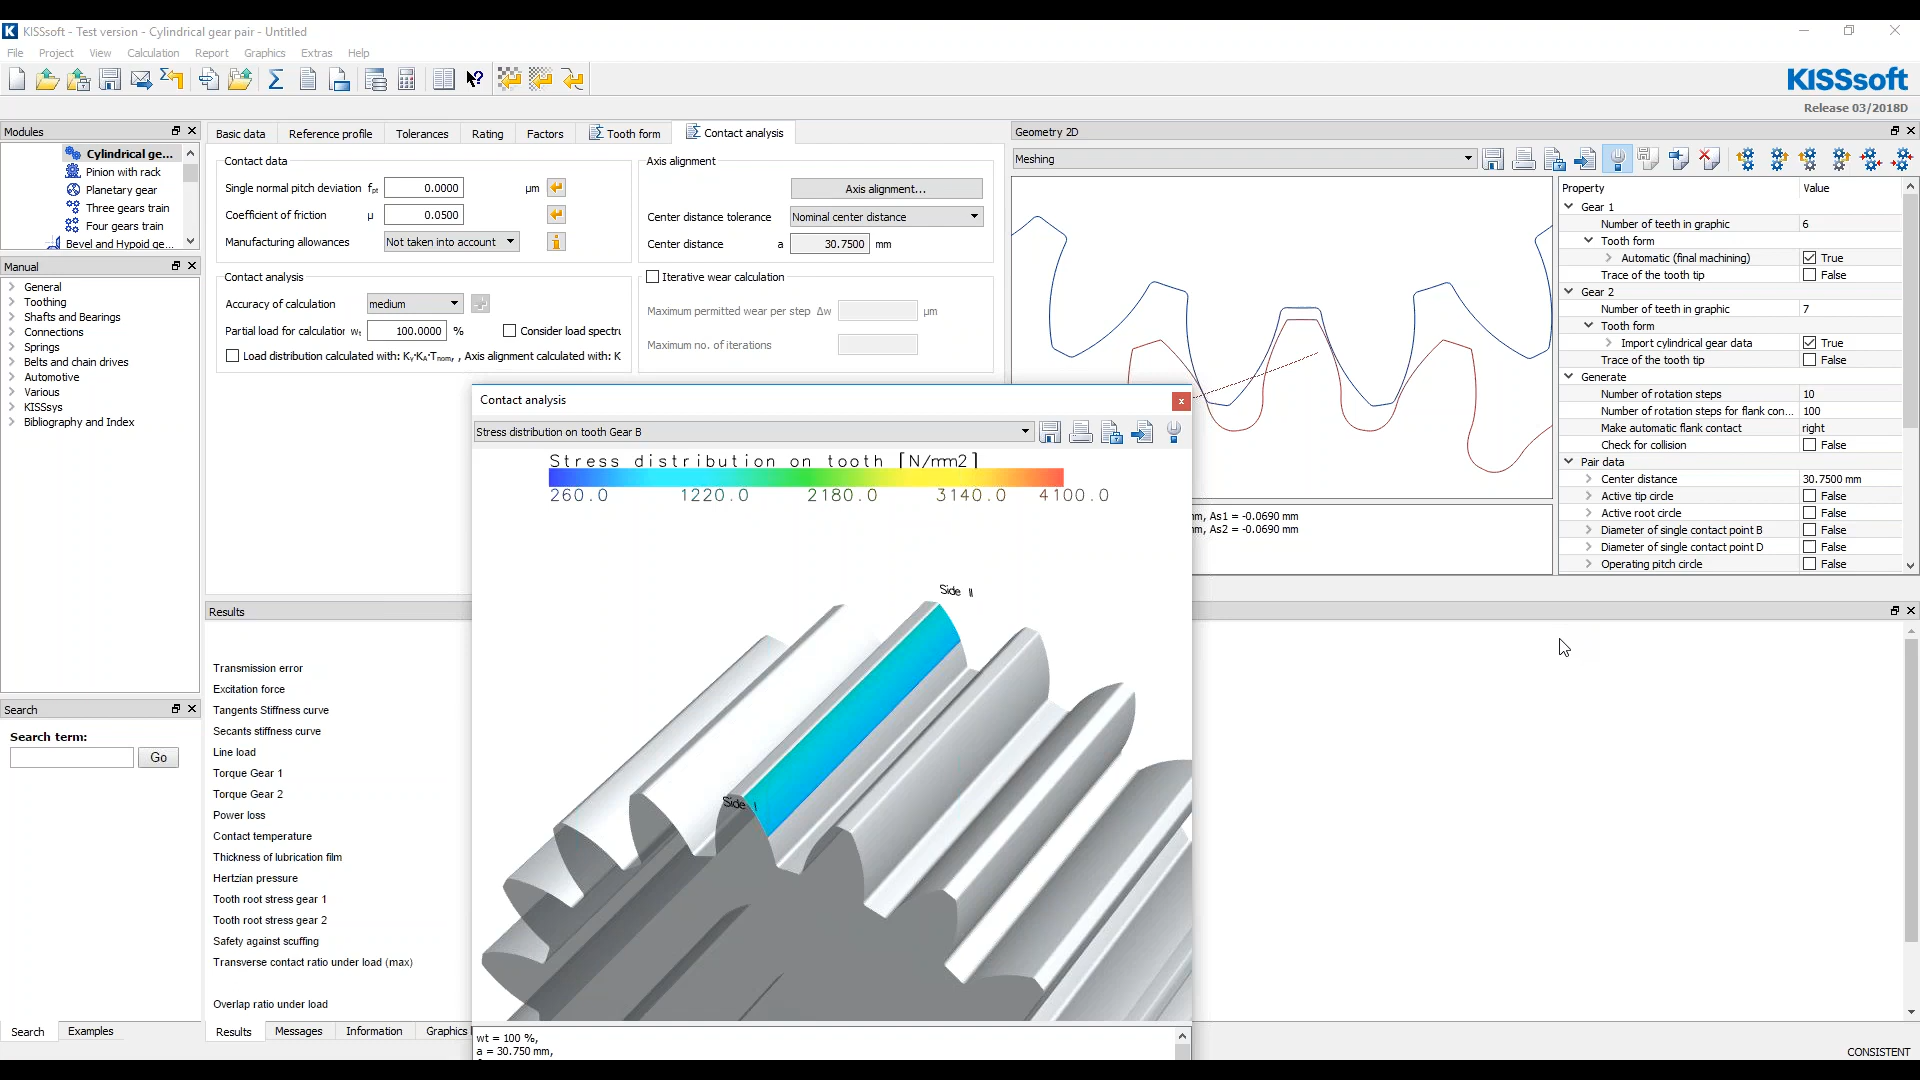 KISSsoft - Test version - Cylindrical gear pair - Untitled
File Project View Calculation Report Graphics Extras Help
KISSsoft
Release 03/2018D
Modules
Cylindrical ge...
Pinion with rack
Planetary gear
Three gears train
Four gears train
Bevel and Hypoid ge...
Manual
General
Toothing
Shafts and Bearings
Connections
Springs
Belts and chain drives
Automotive
Various
KISSsys
Bibliography and Index
Search
Search term:
Go
Search Examples
Basic data Reference profile Tolerances Rating Factors Tooth form Contact analysis
Contact data
Single normal pitch deviation fpt 0.0000 µm
Coefficient of friction µ 0.0500
Manufacturing allowances Not taken into account
Axis alignment
Axis alignment...
Center distance tolerance Nominal center distance
Center distance a 30.7500 mm
Contact analysis
Accuracy of calculation medium
Partial load for calculation wt 100.0000 % Consider load spectru
Load distribution calculated with: Kv·KA·Tnom, , Axis alignment calculated with: K
Iterative wear calculation
Maximum permitted wear per step Δw µm
Maximum no. of iterations
Contact analysis
x
Stress distribution on tooth Gear B
Stress distribution on tooth [N/mm2]
260.0 1220.0 2180.0 3140.0 4100.0
Side II
Side I
wt = 100 %,
a = 30.750 mm,
Results
Transmission error
Excitation force
Tangents Stiffness curve
Secants stiffness curve
Line load
Torque Gear 1
Torque Gear 2
Power loss
Contact temperature
Thickness of lubrication film
Hertzian pressure
Tooth root stress gear 1
Tooth root stress gear 2
Safety against scuffing
Transverse contact ratio under load (max)
Overlap ratio under load
Results Messages Information Graphics
Geometry 2D
Meshing
m, As1 = -0.0690 mm
m, As2 = -0.0690 mm
Property Value
Gear 1
Number of teeth in graphic 6
Tooth form
Automatic (final machining) True
Trace of the tooth tip False
Gear 2
Number of teeth in graphic 7
Tooth form
Import cylindrical gear data True
Trace of the tooth tip False
Generate
Number of rotation steps 10
Number of rotation steps for flank con... 100
Make automatic flank contact right
Check for collision False
Pair data
Center distance 30.7500 mm
Active tip circle False
Active root circle False
Diameter of single contact point B False
Diameter of single contact point D False
Operating pitch circle False
CONSISTENT